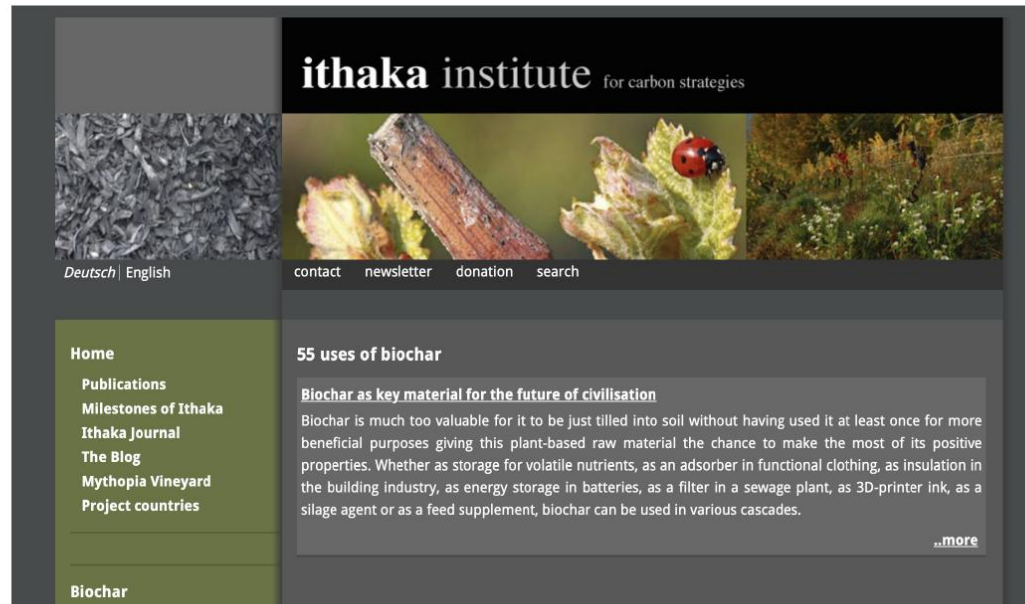 ithaka institute for carbon strategies
Deutsch | English
contact newsletter donation search
Home
Publications
Milestones of Ithaka
Ithaka Journal
The Blog
Mythopia Vineyard
Project countries
Biochar
55 uses of biochar
Biochar as key material for the future of civilisation
Biochar is much too valuable for it to be just tilled into soil without having used it at least once for more
beneficial purposes giving this plant-based raw material the chance to make the most of its positive
properties. Whether as storage for volatile nutrients, as an adsorber in functional clothing, as insulation in
the building industry, as energy storage in batteries, as a filter in a sewage plant, as 3D-printer ink, as a
silage agent or as a feed supplement, biochar can be used in various cascades.
..more